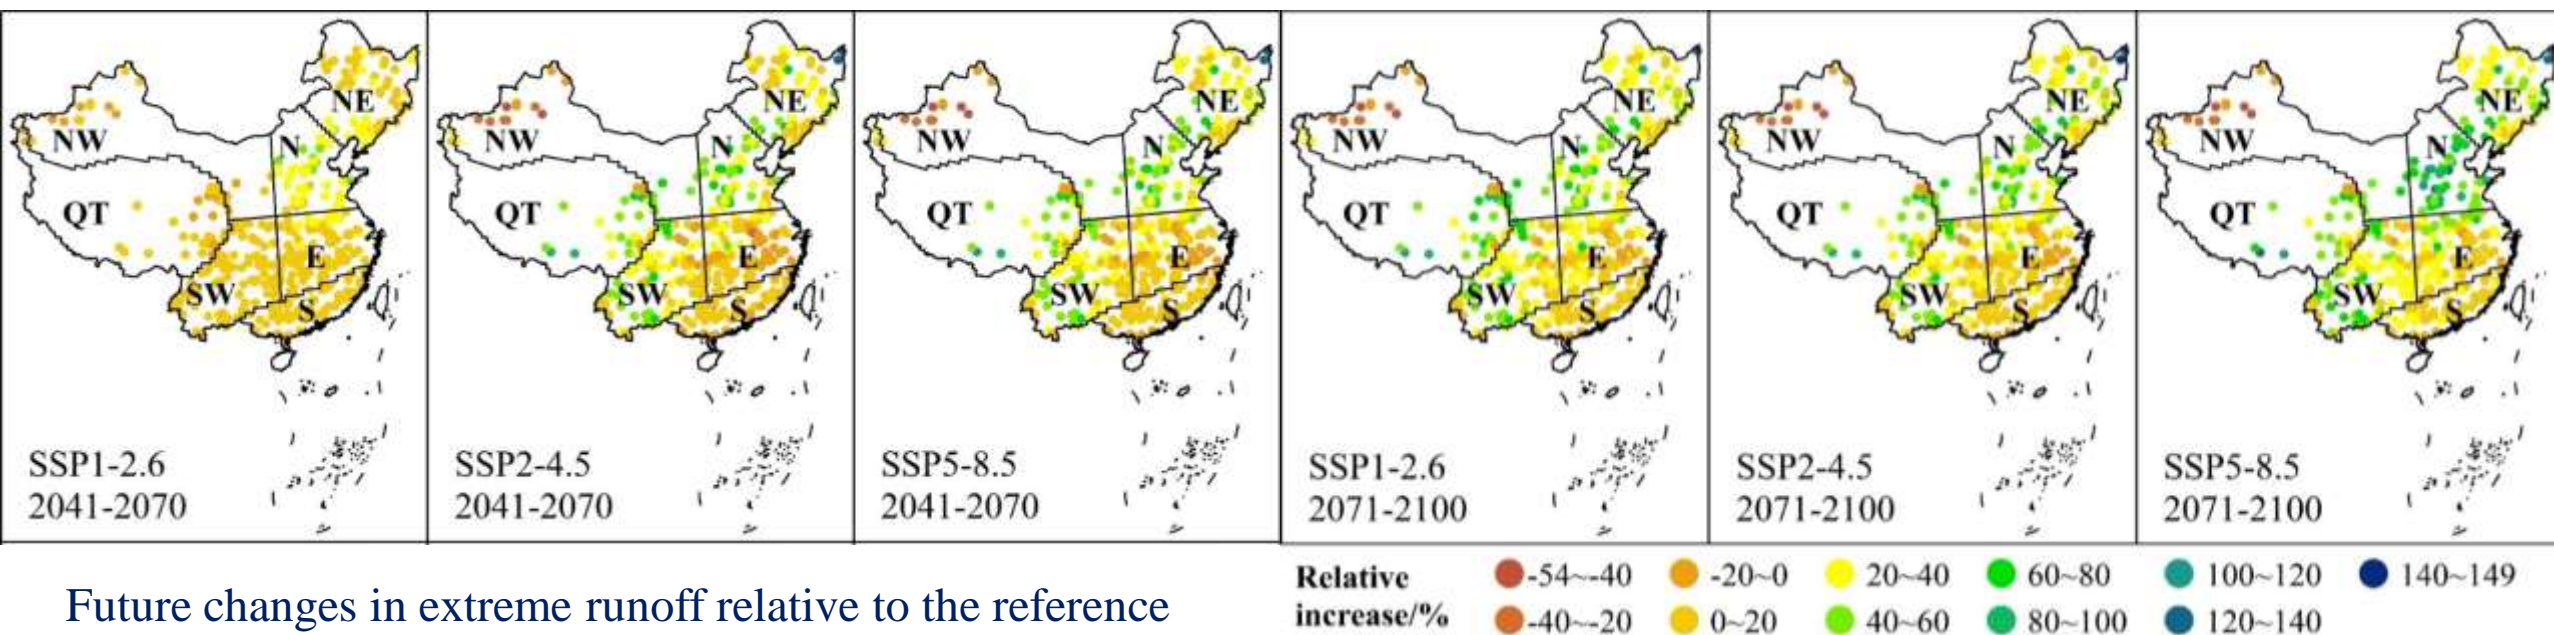 NE
NW
N
QT
E
SW
S
SSP1-2.6
2041-2070
NE
NW
N
QT
E
SW
S
SSP2-4.5
2041-2070
NE
NW
N
QT
E
SW
S
SSP5-8.5
2041-2070
NE
NW
N
QT
E
SW
S
SSP1-2.6
2071-2100
NE
NW
N
QT
E
SW
S
SSP2-4.5
2071-2100
NE
NW
N
QT
E
SW
S
SSP5-8.5
2071-2100
Future changes in extreme runoff relative to the reference
Relative
increase/%
-54~-40
-20~0
20~40
60~80
100~120
140~149
-40~-20
0~20
40~60
80~100
120~140